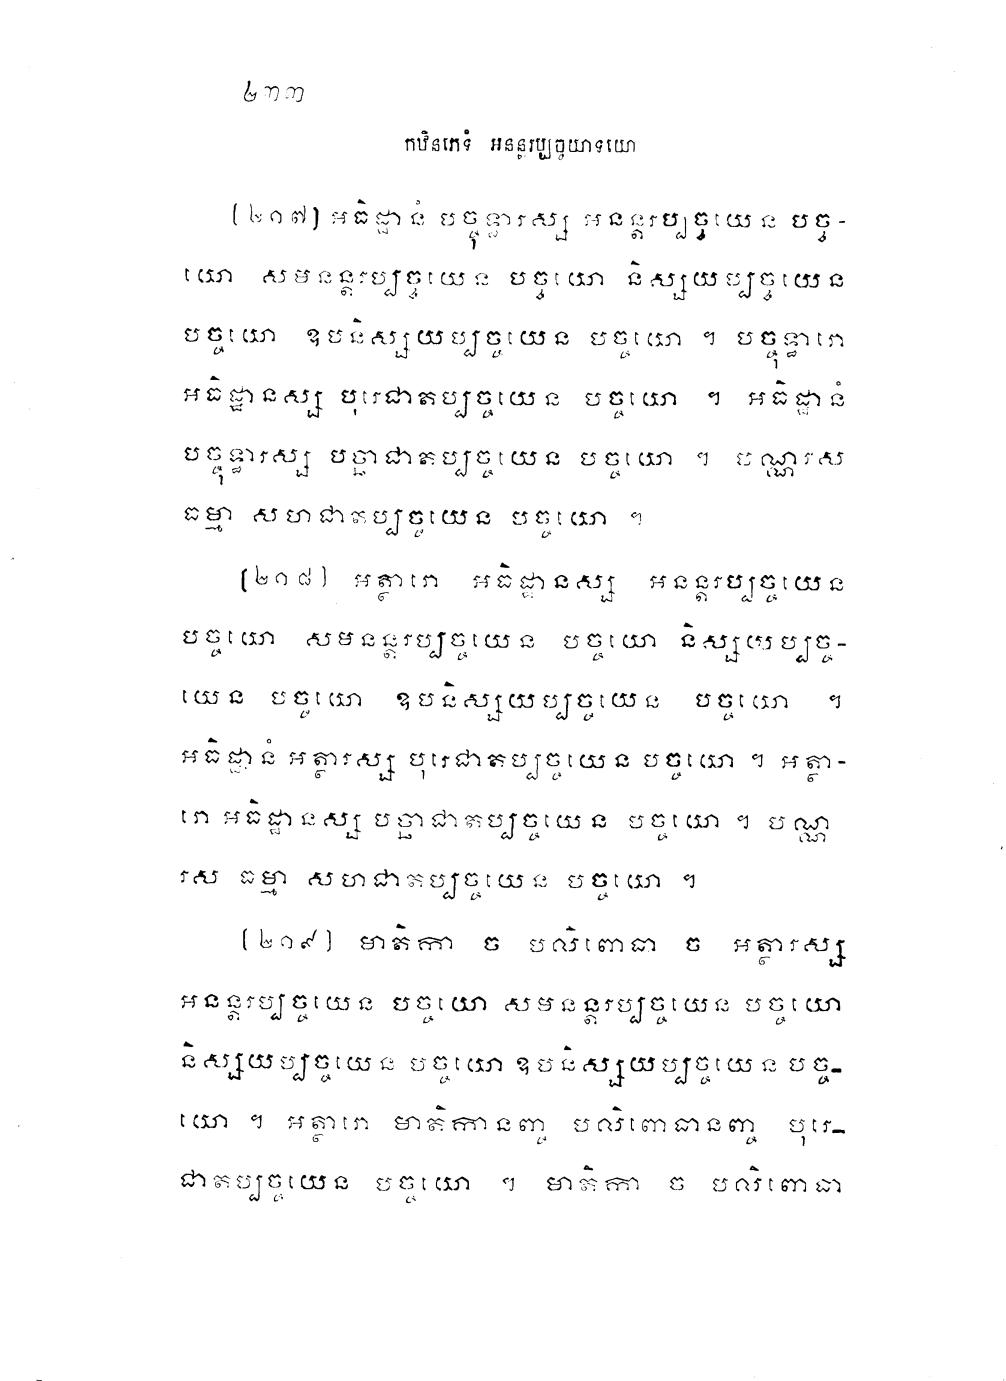 ២៣៣
កឋិនភេទំ អនន្តរប្បច្ចយាទយោ
(២១៧) អធិដ្ឋានំ បច្ចុទ្ធារស្ស អនន្តរប្បច្ចយេន បច្ច-
យោ សមនន្តរប្បច្ចយេន បច្ចយោ និស្សយប្បច្ចយេន
បច្ចយោ ឧបនិស្សយប្បច្ចយេន បច្ចយោ ។ បច្ចុទ្ធារោ
អធិដ្ឋានស្ស បុរេជាតប្បច្ចយេន បច្ចយោ ។ អធិដ្ឋានំ
បច្ចុទ្ធារស្ស បច្ឆាជាតប្បច្ចយេន បច្ចយោ ។ បណ្ណរស
ធម្មា សហជាតប្បច្ចយេន បច្ចយោ ។
(២១៨) អត្ថារោ អធិដ្ឋានស្ស អនន្តរប្បច្ចយេន
បច្ចយោ សមនន្តរប្បច្ចយេន បច្ចយោ និស្សយប្បច្ច-
យេន បច្ចយោ ឧបនិស្សយប្បច្ចយេន បច្ចយោ ។
អធិដ្ឋានំ អត្ថារស្ស បុរេជាតប្បច្ចយេន បច្ចយោ ។ អត្ថា-
រោ អធិដ្ឋានស្ស បច្ឆាជាតប្បច្ចយេន បច្ចយោ ។ បណ្ណ
រស ធម្មា សហជាតប្បច្ចយេន បច្ចយោ ។
(២១៩) មាតិកា ច បលិពោធា ច អត្ថារស្ស
អនន្តរប្បច្ចយេន បច្ចយោ សមនន្តរប្បច្ចយេន បច្ចយោ
និស្សយប្បច្ចយេន បច្ចយោ ឧបនិស្សយប្បច្ចយេន បច្ច-
យោ ។ អត្ថារោ មាតិកានញ្ច បលិពោធានញ្ច បុរេ-
ជាតប្បច្ចយេន បច្ចយោ ។ មាតិកា ច បលិពោធា